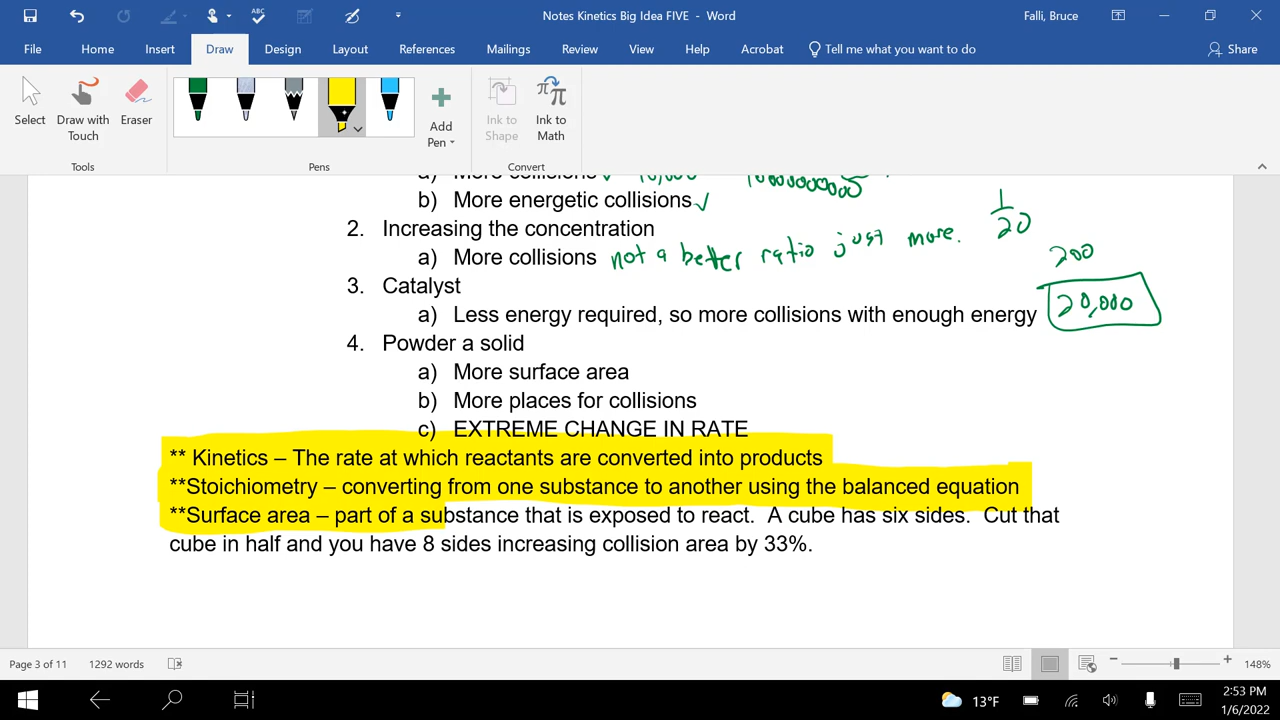 Notes Kinetics Big Idea FIVE - Word
Falli, Bruce
File Home Insert Draw Design Layout References Mailings Review View Help Acrobat Tell me what you want to do Share
Select
Draw with Touch
Eraser
Add Pen
Ink to Shape
Ink to Math
Tools
Pens
Convert
a) More collisions ✓ 10,000
b) More energetic collisions ✓
1
20
2. Increasing the concentration
a) More collisions not a better ratio just more.
200
3. Catalyst
20,000
a) Less energy required, so more collisions with enough energy
4. Powder a solid
a) More surface area
b) More places for collisions
c) EXTREME CHANGE IN RATE
** Kinetics – The rate at which reactants are converted into products
**Stoichiometry – converting from one substance to another using the balanced equation
**Surface area – part of a substance that is exposed to react.  A cube has six sides.  Cut that
cube in half and you have 8 sides increasing collision area by 33%.
Page 3 of 11 1292 words 148%
13°F
2:53 PM
1/6/2022